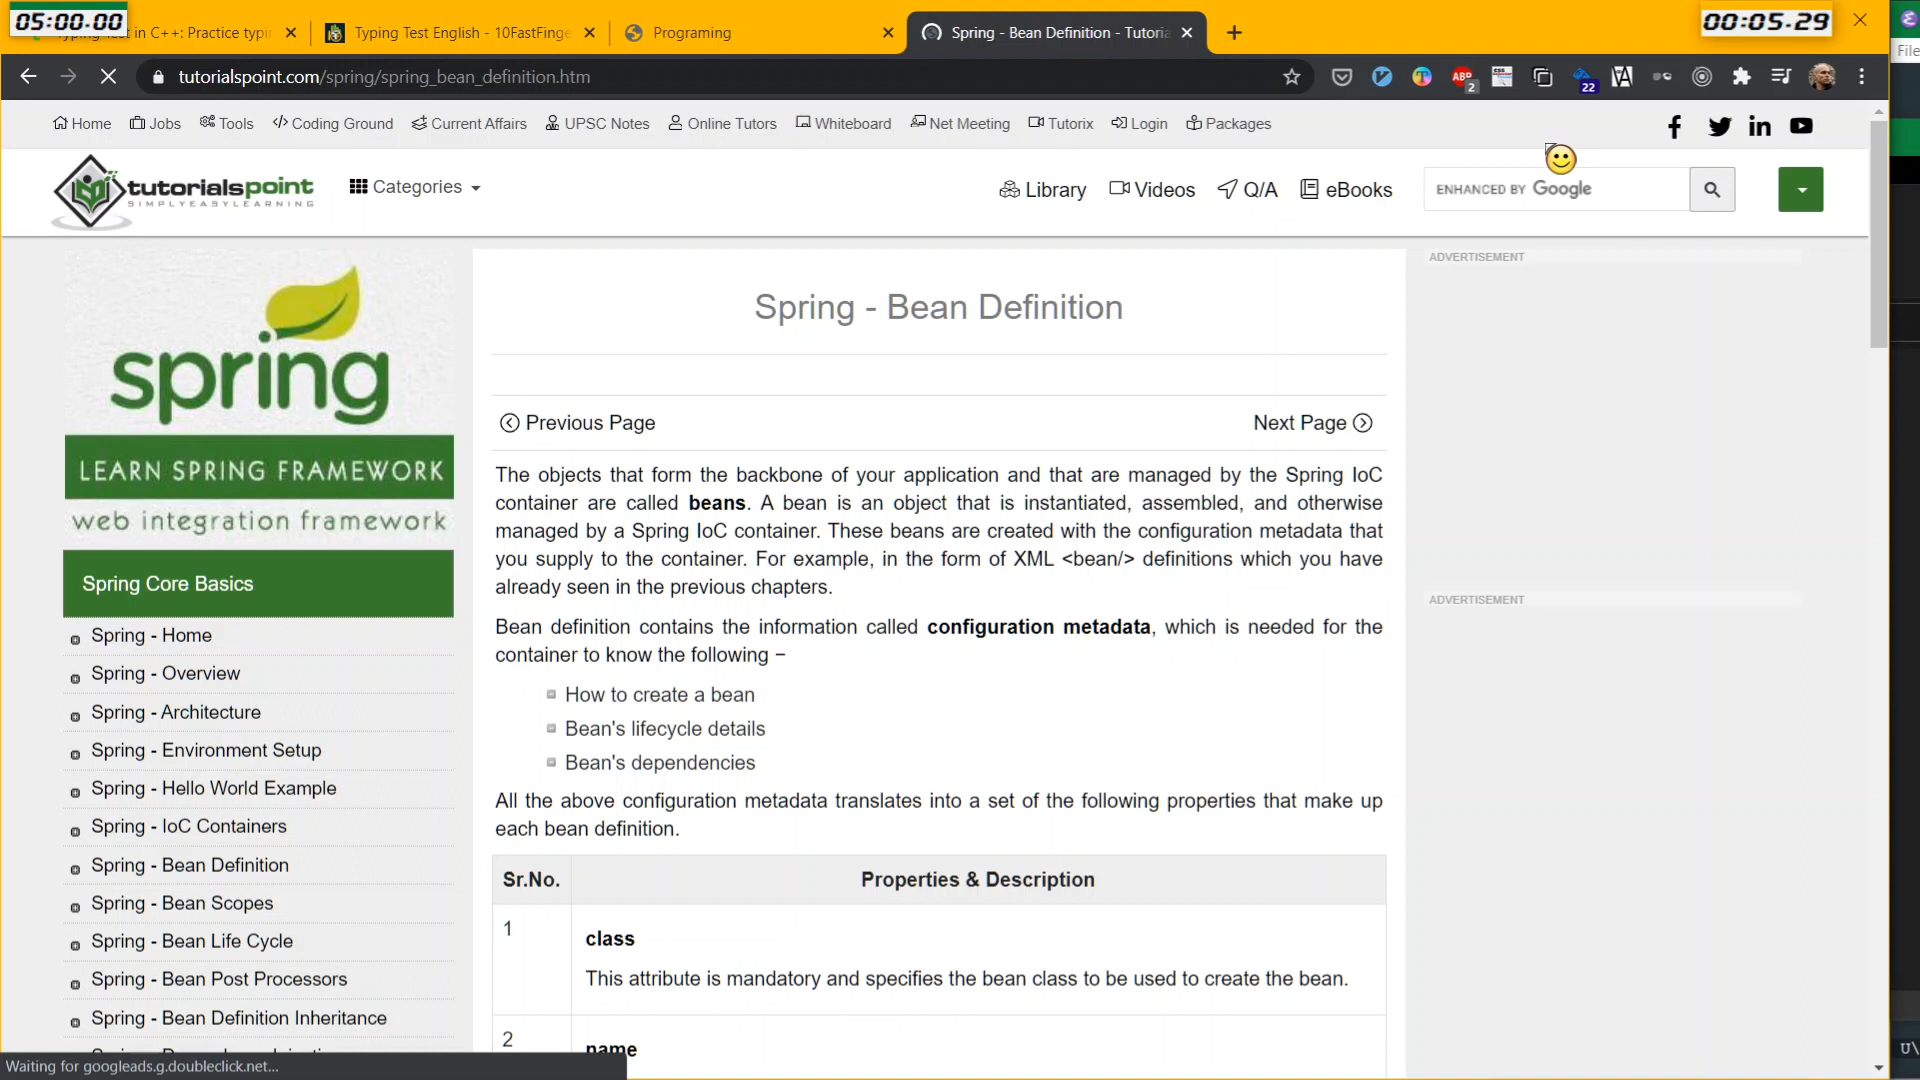 05:00.00
in C++: Practice typin
Typing Test English - 10FastFinge
Programing
Spring - Bean Definition - Tutoria
00:05.29
File
tutorialspoint.com/spring/spring_bean_definition.htm
ABP
2
22
Home
Jobs
Tools
Coding Ground
Current Affairs
UPSC Notes
Online Tutors
Whiteboard
Net Meeting
Tutorix
Login
Packages
tutorialspoint
SIMPLYEASYLEARNING
Categories
Library
Videos
Q/A
eBooks
ENHANCED BY Google
ADVERTISEMENT
spring
LEARN SPRING FRAMEWORK
web integration framework
Spring Core Basics
Spring - Home
Spring - Overview
Spring - Architecture
Spring - Environment Setup
Spring - Hello World Example
Spring - IoC Containers
Spring - Bean Definition
Spring - Bean Scopes
Spring - Bean Life Cycle
Spring - Bean Post Processors
Spring - Bean Definition Inheritance
Spring - Bean Definition
Previous Page
Next Page
The objects that form the backbone of your application and that are managed by the Spring IoC
container are called beans. A bean is an object that is instantiated, assembled, and otherwise
managed by a Spring IoC container. These beans are created with the configuration metadata that
you supply to the container. For example, in the form of XML <bean/> definitions which you have
already seen in the previous chapters.
Bean definition contains the information called configuration metadata, which is needed for the
container to know the following −
How to create a bean
Bean's lifecycle details
Bean's dependencies
All the above configuration metadata translates into a set of the following properties that make up
each bean definition.
Sr.No.
Properties & Description
1
class
This attribute is mandatory and specifies the bean class to be used to create the bean.
2
name
ADVERTISEMENT
Waiting for googleads.g.doubleclick.net...
U\